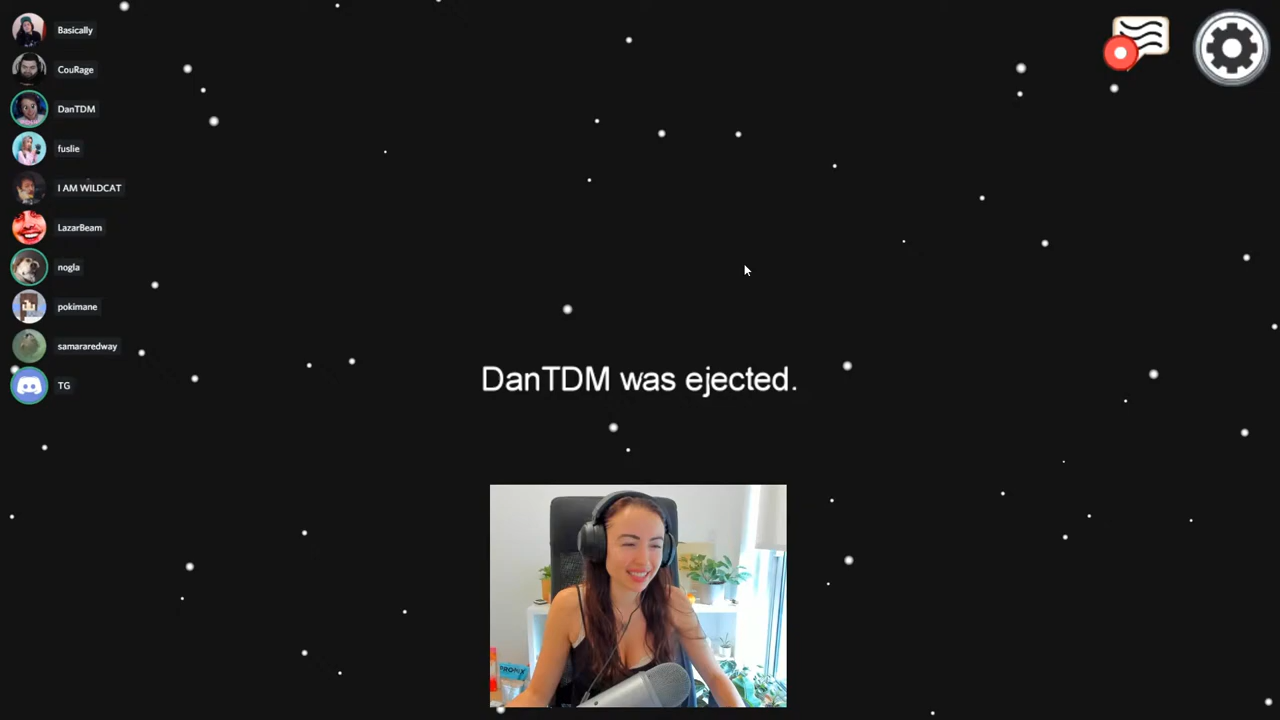 Basically
CouRage
DanTDM
fuslie
I AM WILDCAT
LazarBeam
nogla
pokimane
samararedway
TG
DanTDM was ejected.